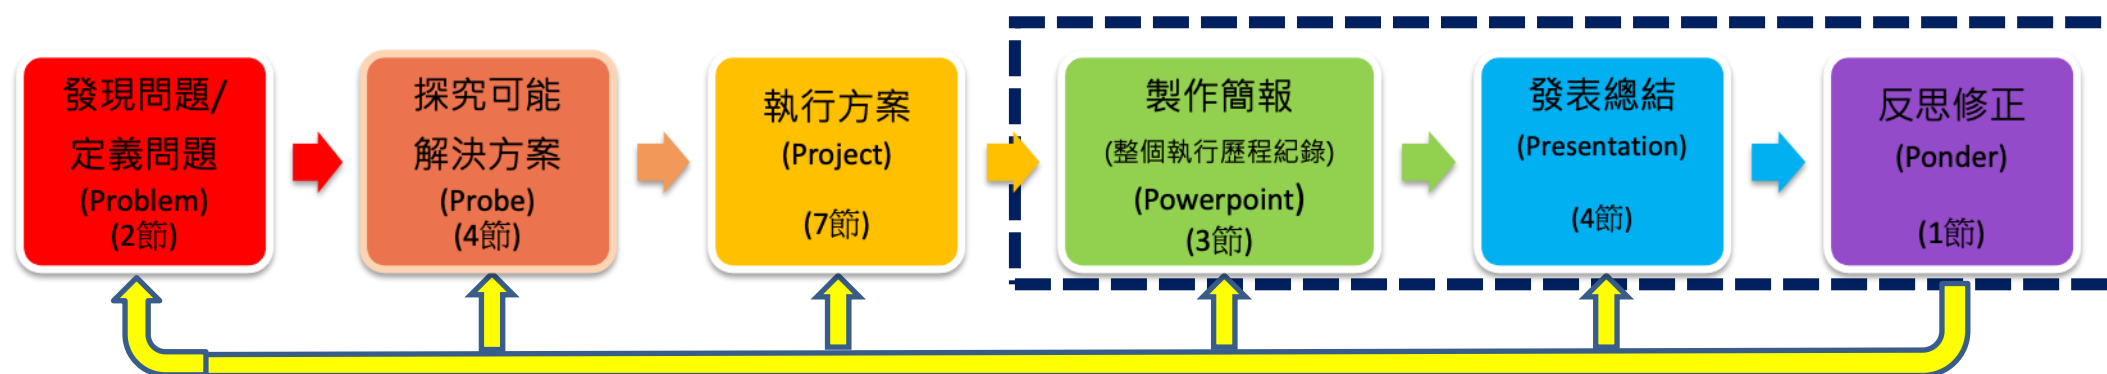 發現問題/
定義問題
(Problem)
(2節)
探究可能
解決方案
(Probe)
(4節)
執行方案
(Project)
(7節)
製作簡報
(整個執行歷程紀錄)
(Powerpoint)
(3節)
發表總結
(Presentation)
(4節)
反思修正
(Ponder)
(1節)